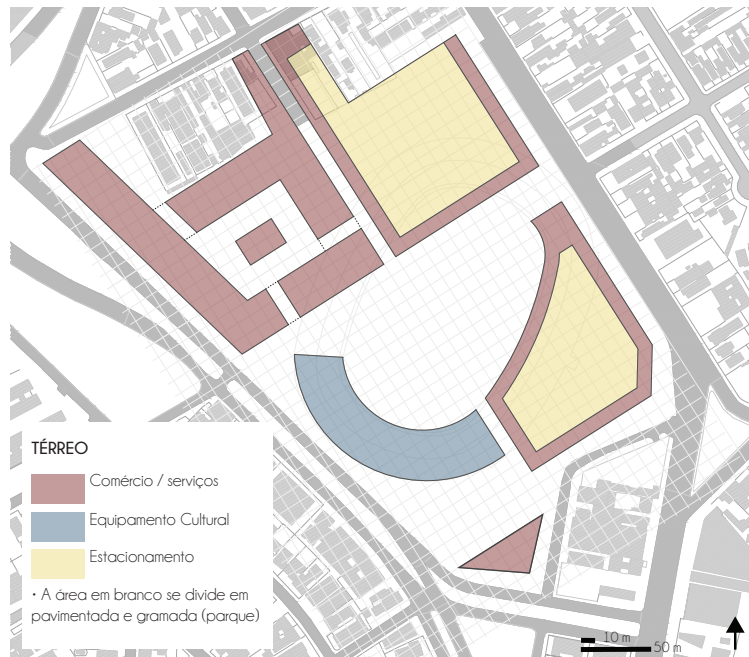 TÉRREO
Comércio / serviços
Equipamento Cultural
Estacionamento
• A área em branco se divide em
pavimentada e gramada (parque)
10 m
50 m